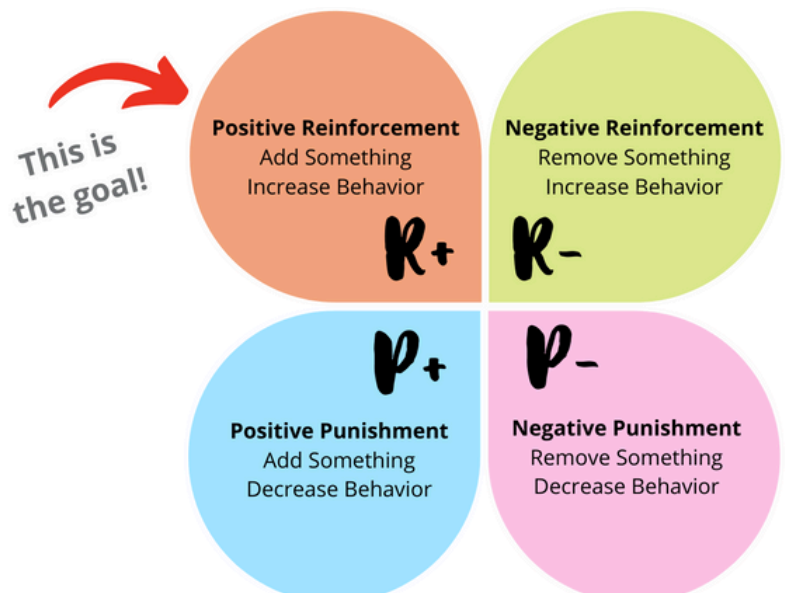 This is
the goal!
Positive Reinforcement
Add Something
Increase Behavior
R+
Negative Reinforcement
Remove Something
Increase Behavior
R-
P+
Positive Punishment
Add Something
Decrease Behavior
P-
Negative Punishment
Remove Something
Decrease Behavior